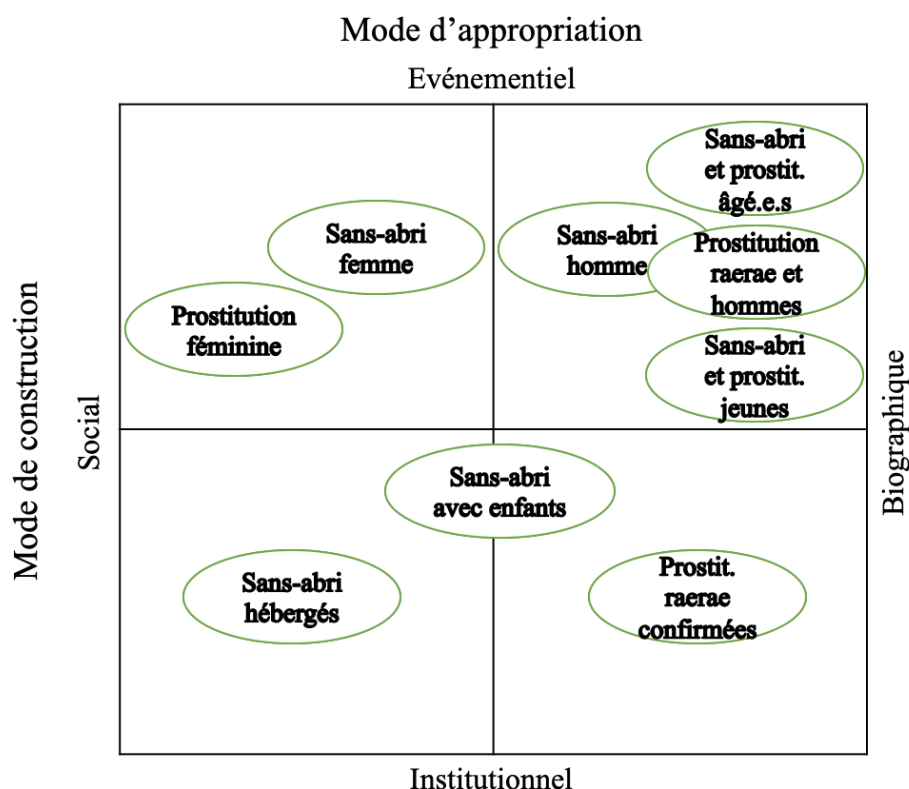 Mode d’appropriation
Evénementiel
Sans-abri
et prostit.
âgé.e.s
Sans-abri
femme
Sans-abri
homme
Prostitution
raerae et
hommes
Prostitution
féminine
Sans-abri
et prostit.
jeunes
Mode de construction
Social
Biographique
Sans-abri
avec enfants
Sans-abri
hébergés
Prostit.
raerae
confirmées
Institutionnel